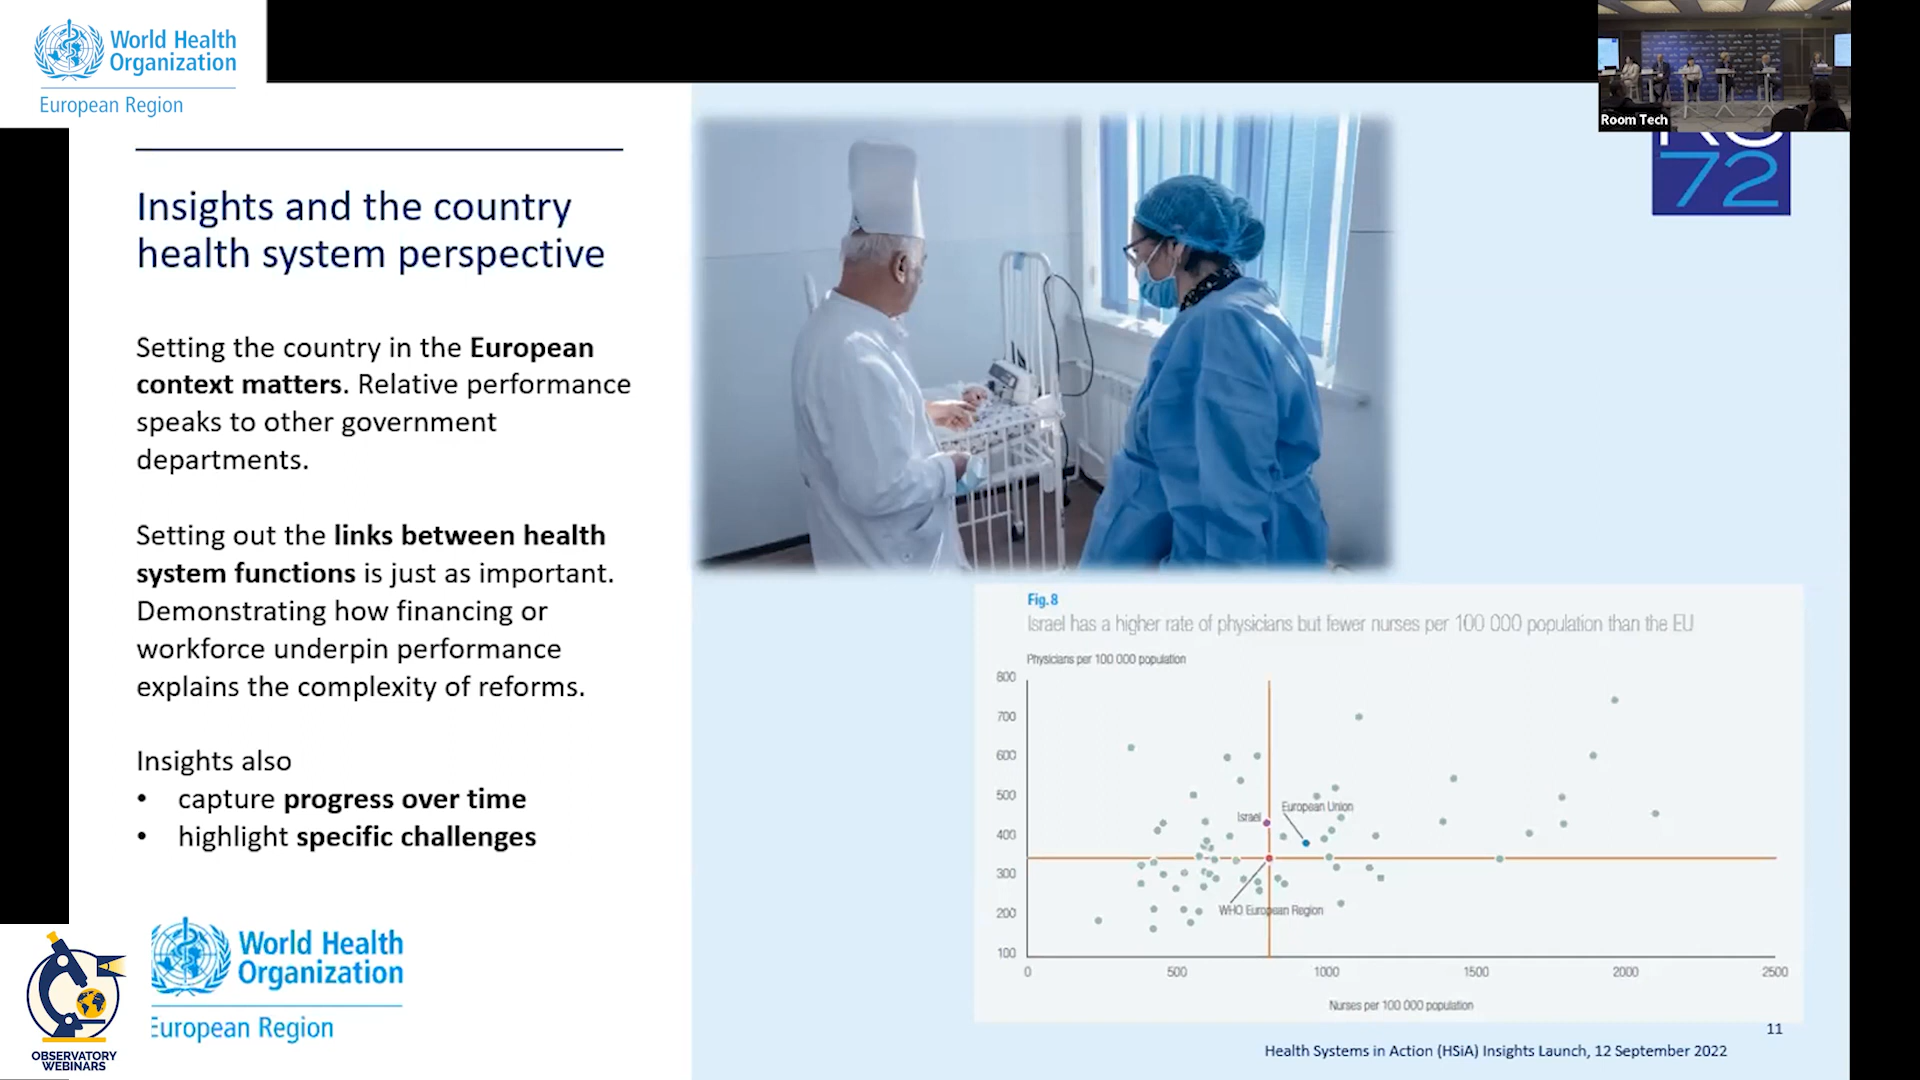 World Health
Organization
European Region
Room Tech
72
Insights and the country
health system perspective
Setting the country in the European
context matters. Relative performance
speaks to other government
departments.
Setting out the links between health
system functions is just as important.
Demonstrating how financing or
workforce underpin performance
explains the complexity of reforms.
Insights also
• capture progress over time
• highlight specific challenges
Fig.8
Israel has a higher rate of physicians but fewer nurses per 100 000 population than the EU
Physicians per 100 000 population
800
700
600
500
400
300
200
100
European Union
Israel
WHO European Region
0 500 1000 1500 2000 2500
Nurses per 100 000 population
11
Health Systems in Action (HSiA) Insights Launch, 12 September 2022
World Health
Organization
European Region
OBSERVATORY
WEBINARS